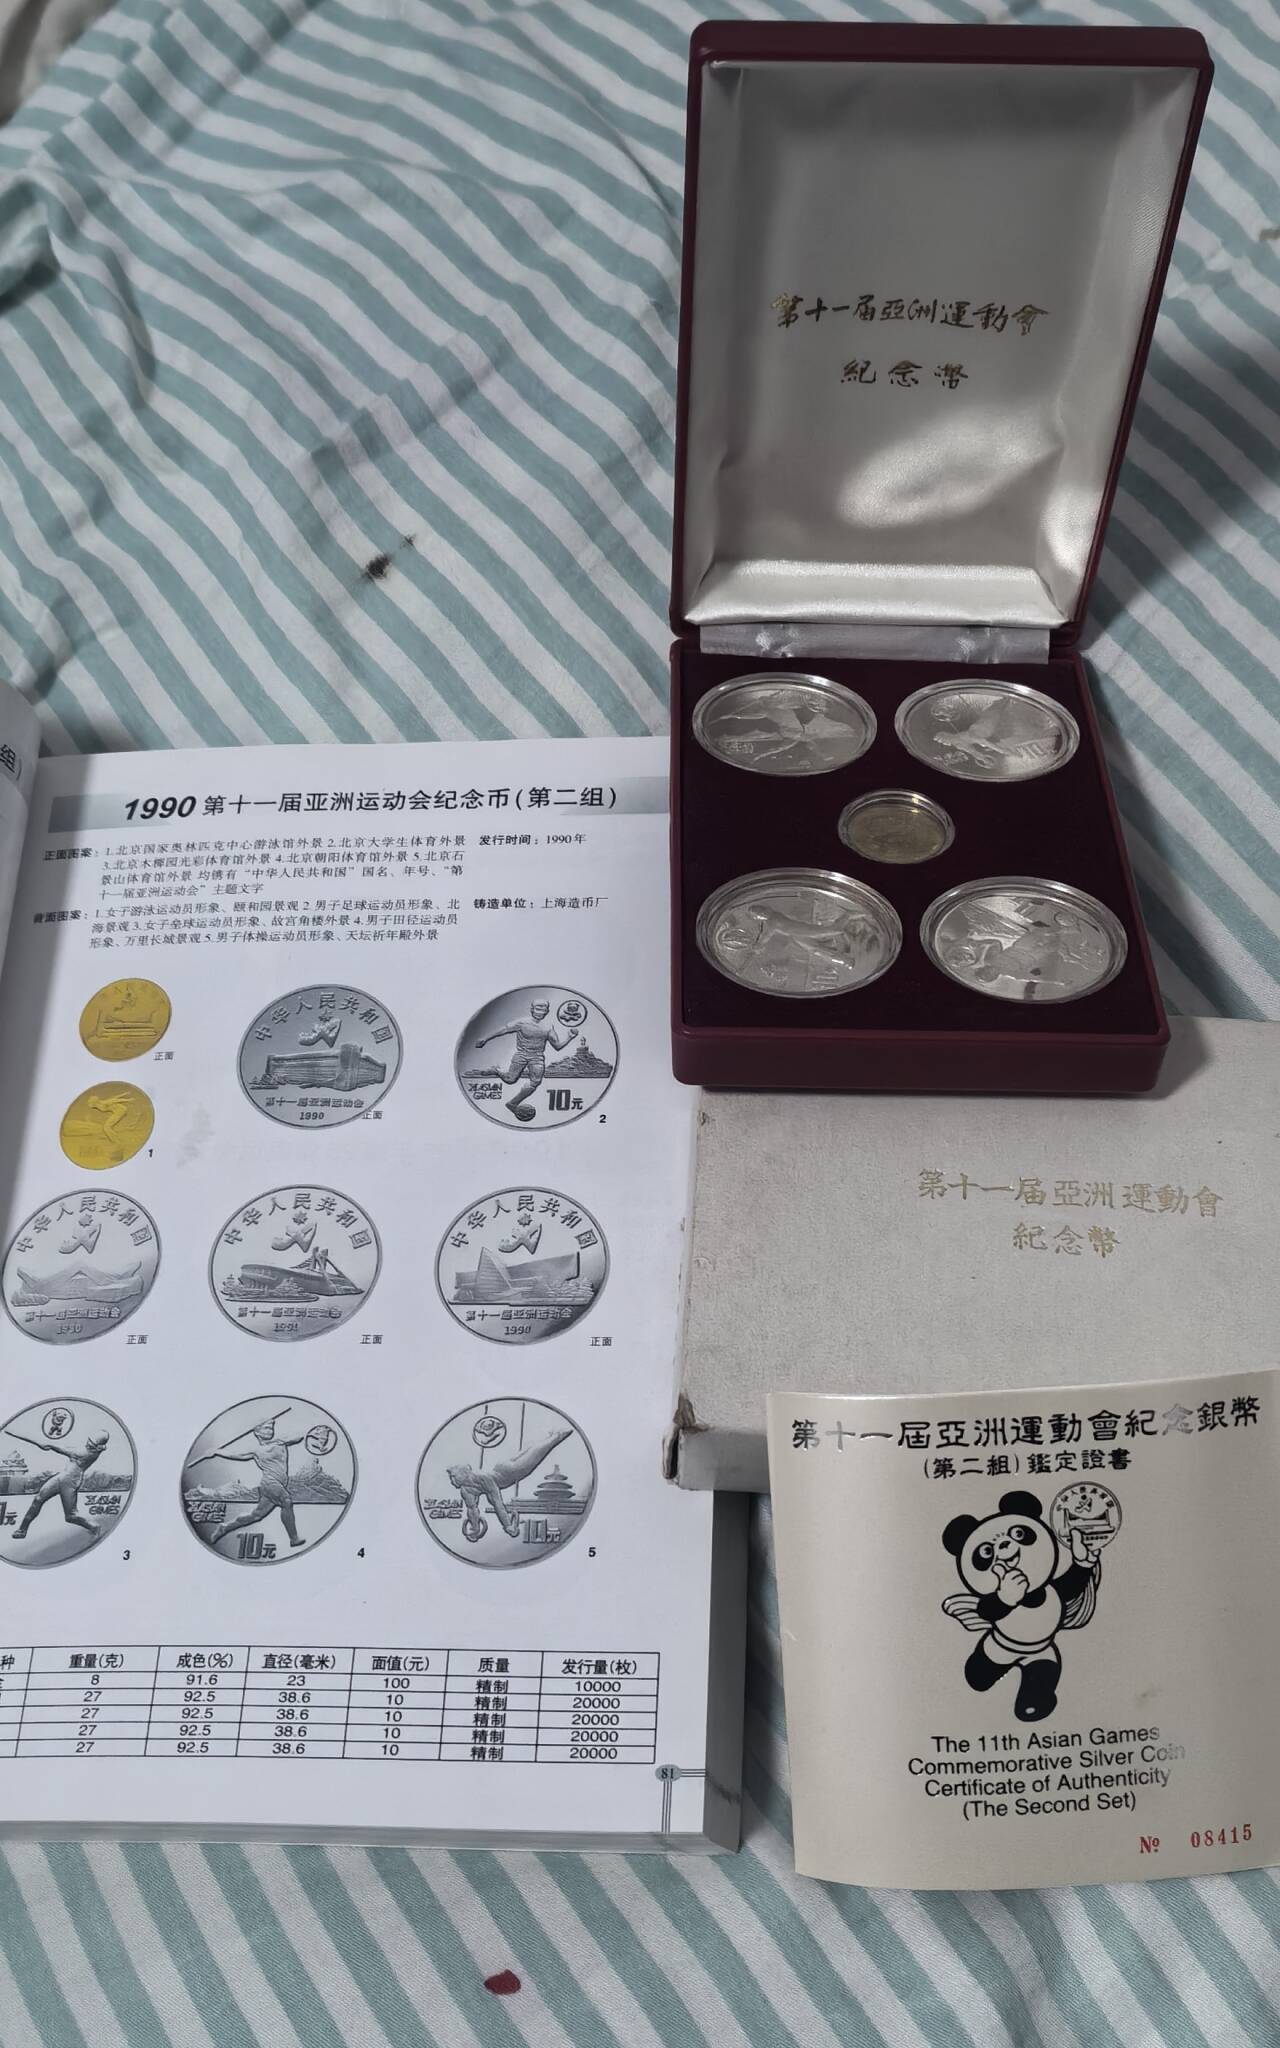 第十一届亞洲運動會
紀念幣
组)
1990 第十一届亚洲运动会纪念币(第二组)
正面图案：1.北京国家奥林匹克中心游泳馆外景 2.北京大学生体育外景
3.北京木樨园光彩体育馆外景 4.北京朝阳体育馆外景 5.北京石
景山体育馆外景 均镌有“中华人民共和国”国名、年号、“第
十一届亚洲运动会”主题文字
发行时间：1990年
背面图案：1.女子游泳运动员形象、颐和园景观 2.男子足球运动员形象、北
海景观 3.女子垒球运动员形象、故宫角楼外景 4.男子田径运动员
形象、万里长城景观 5.男子体操运动员形象、天坛祈年殿外景
铸造单位：上海造币厂
正面
1
中华人民共和国
第十一届亚洲运动会
1990
正面
XI ASIAN
GAMES
10元
2
中华人民共和国
第十一届亚洲运动会
1990
正面
中华人民共和国
第十一届亚洲运动会
1990
正面
中华人民共和国
第十一届亚洲运动会
1990
正面
XI ASIAN
GAMES
元
3
XI ASIAN
GAMES
10元
4
XI ASIAN
GAMES
10元
5
种 重量(克) 成色(%) 直径(毫米) 面值(元) 质量 发行量(枚)
8 91.6 23 100 精制 10000
27 92.5 38.6 10 精制 20000
27 92.5 38.6 10 精制 20000
27 92.5 38.6 10 精制 20000
27 92.5 38.6 10 精制 20000
81
第十一届亞洲運動會
紀念幣
第十一屆亞洲運動會紀念銀幣
(第二組)鑑定證書
The 11th Asian Games
Commemorative Silver Coin
Certificate of Authenticity
(The Second Set)
№ 08415